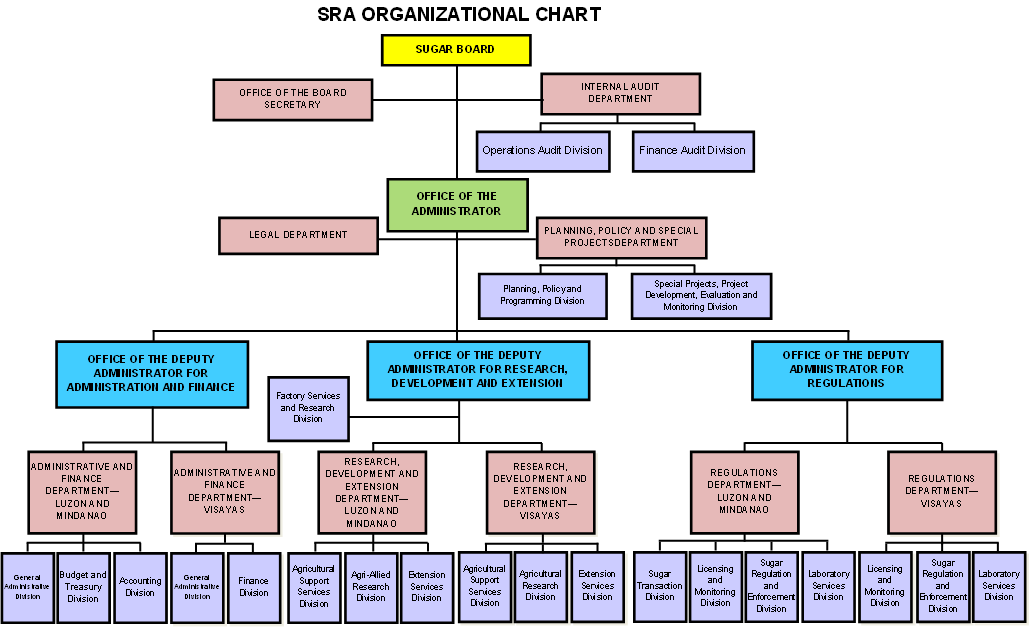 SRA ORGANIZATIONAL CHART
SUGAR BOARD
OFFICE OF THE BOARD
SECRETARY
INTERNAL AUDIT
DEPARTMENT
Operations Audit Division
Finance Audit Division
OFFICE OF THE
ADMINISTRATOR
LEGAL DEPARTMENT
PLANNING, POLICY AND SPECIAL
PROJECTSDEPARTMENT
Planning, Policy and
Programming Division
Special Projects, Project
Development, Evaluation and
Monitoring Division
OFFICE OF THE DEPUTY
ADMINISTRATOR FOR
ADMINISTRATION AND FINANCE
OFFICE OF THE DEPUTY
ADMINISTRATOR FOR RESEARCH,
DEVELOPMENT AND EXTENSION
OFFICE OF THE DEPUTY
ADMINISTRATOR FOR
REGULATIONS
Factory Services
and Research
Division
ADMINISTRATIVE AND
FINANCE
DEPARTMENT—
LUZON AND
MINDANAO
ADMINISTRATIVE AND
FINANCE
DEPARTMENT—
VISAYAS
RESEARCH,
DEVELOPMENT AND
EXTENSION
DEPARTMENT—
LUZON AND
MINDANAO
RESEARCH,
DEVELOPMENT AND
EXTENSION
DEPARTMENT—
VISAYAS
REGULATIONS
DEPARTMENT—
LUZON AND
MINDANAO
REGULATIONS
DEPARTMENT—
VISAYAS
General
Administrative
Division
Budget and
Treasury
Division
Accounting
Division
General
Administrative
Division
Finance
Division
Agricultural
Support
Services
Division
Agri-Allied
Research
Division
Extension
Services
Division
Agricultural
Support
Services
Division
Agricultural
Research
Division
Extension
Services
Division
Sugar
Transaction
Division
Licensing
and
Monitoring
Division
Sugar
Regulation
and
Enforcement
Division
Laboratory
Services
Division
Licensing
and
Monitoring
Division
Sugar
Regulation
and
Enforcement
Division
Laboratory
Services
Division